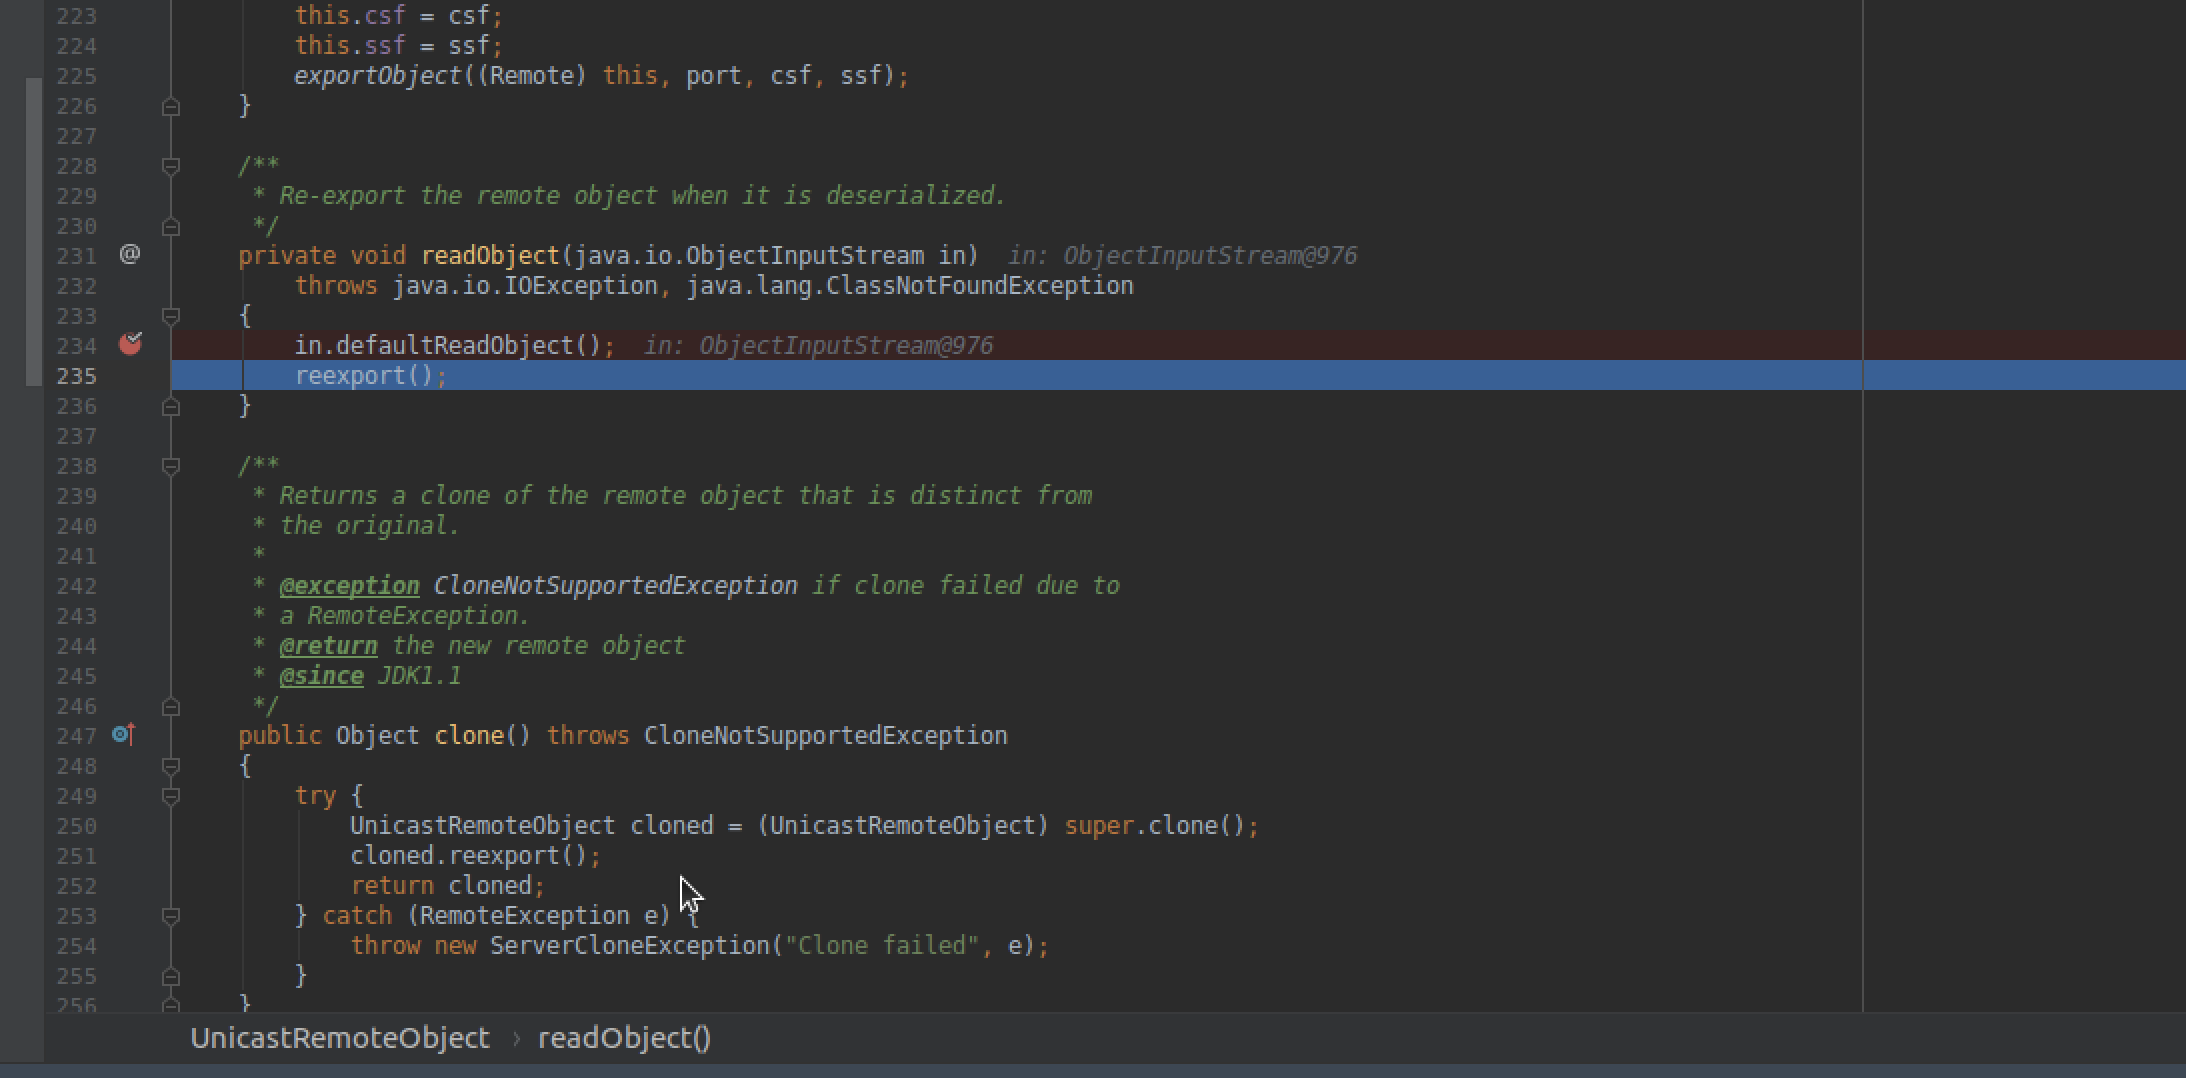 223 this.csf = csf;
224 this.ssf = ssf;
225 exportObject((Remote) this, port, csf, ssf);
226 }
227
228 /**
229 * Re-export the remote object when it is deserialized.
230 */
231 @ private void readObject(java.io.ObjectInputStream in) in: ObjectInputStream@976
232 throws java.io.IOException, java.lang.ClassNotFoundException
233 {
234 in.defaultReadObject(); in: ObjectInputStream@976
235 reexport();
236 }
237
238 /**
239 * Returns a clone of the remote object that is distinct from
240 * the original.
241 *
242 * @exception CloneNotSupportedException if clone failed due to
243 * a RemoteException.
244 * @return the new remote object
245 * @since JDK1.1
246 */
247 public Object clone() throws CloneNotSupportedException
248 {
249 try {
250 UnicastRemoteObject cloned = (UnicastRemoteObject) super.clone();
251 cloned.reexport();
252 return cloned;
253 } catch (RemoteException e) {
254 throw new ServerCloneException("Clone failed", e);
255 }
256 }
UnicastRemoteObject › readObject()